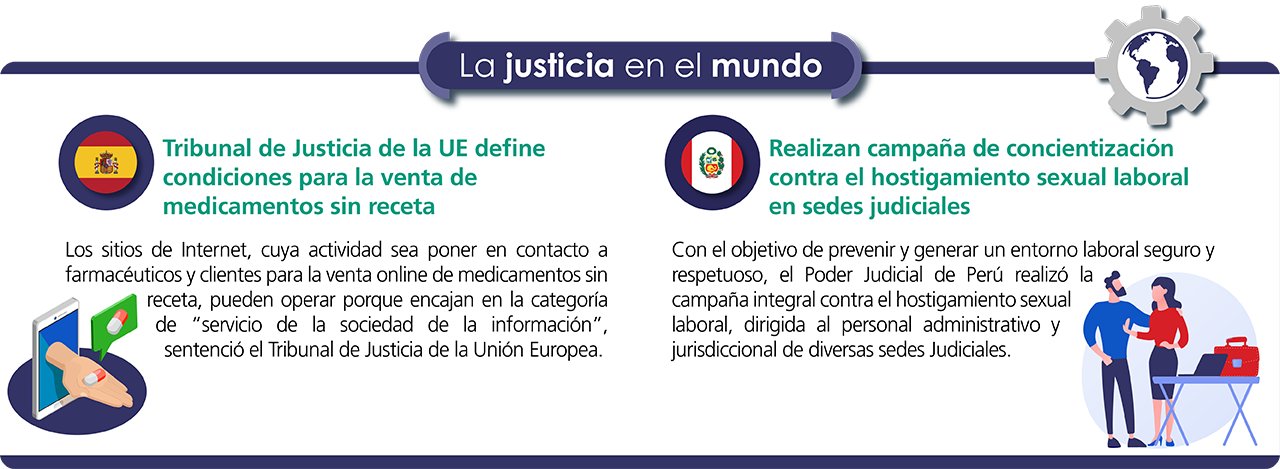 La justicia en el mundo
Tribunal de Justicia de la UE define
condiciones para la venta de
medicamentos sin receta
Los sitios de Internet, cuya actividad sea poner en contacto a
farmacéuticos y clientes para la venta online de medicamentos sin
receta, pueden operar porque encajan en la categoría
de “servicio de la sociedad de la información”,
sentenció el Tribunal de Justicia de la Unión Europea.
Realizan campaña de concientización
contra el hostigamiento sexual laboral
en sedes judiciales
Con el objetivo de prevenir y generar un entorno laboral seguro y
respetuoso, el Poder Judicial de Perú realizó la
campaña integral contra el hostigamiento sexual
laboral, dirigida al personal administrativo y
jurisdiccional de diversas sedes Judiciales.